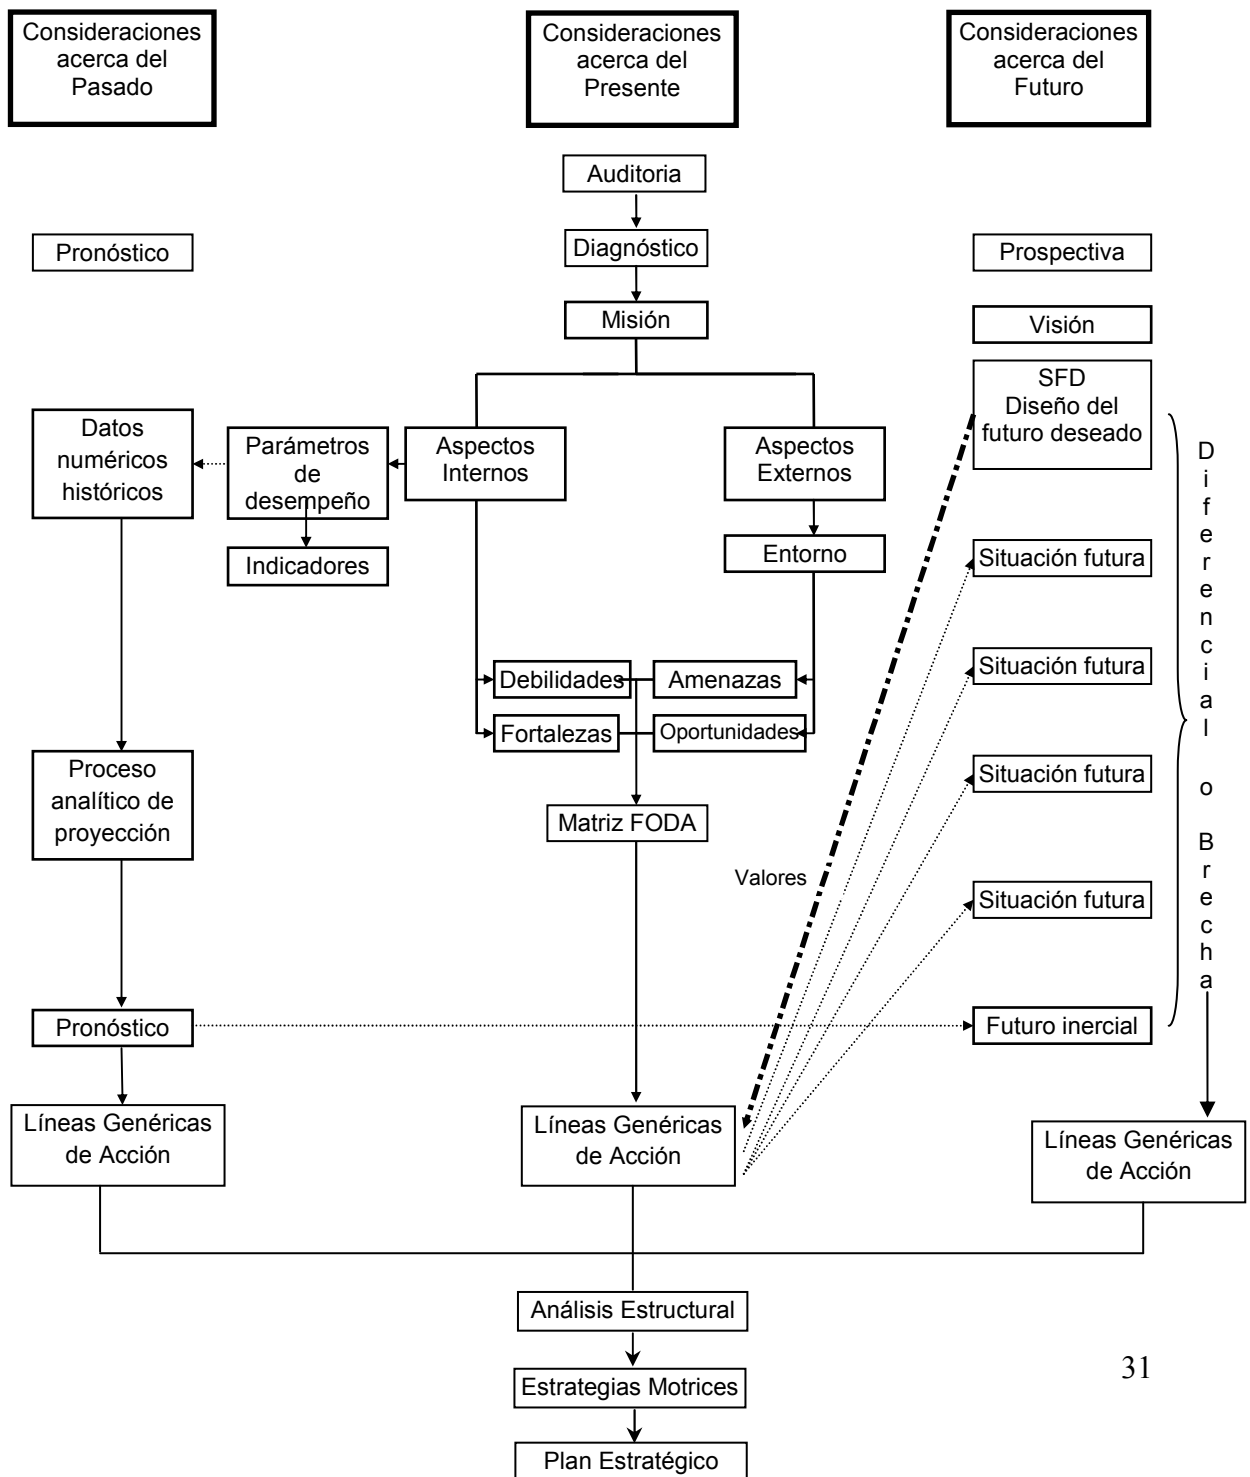 Consideraciones
acerca del
Pasado
Consideraciones
acerca del
Presente
Consideraciones
acerca del
Futuro
Auditoria
Pronóstico
Diagnóstico
Prospectiva
Misión
Visión
SFD
Diseño del
futuro deseado
Datos
numéricos
históricos
Parámetros
de
desempeño
Aspectos
Internos
Aspectos
Externos
Indicadores
Entorno
Situación futura
Debilidades
Amenazas
Situación futura
Fortalezas
Oportunidades
Proceso
analítico de
proyección
Matriz FODA
Situación futura
Valores
Situación futura
Diferencial o Brecha
Pronóstico
Futuro inercial
Líneas Genéricas
de Acción
Líneas Genéricas
de Acción
Líneas Genéricas
de Acción
Análisis Estructural
Estrategias Motrices
Plan Estratégico
31